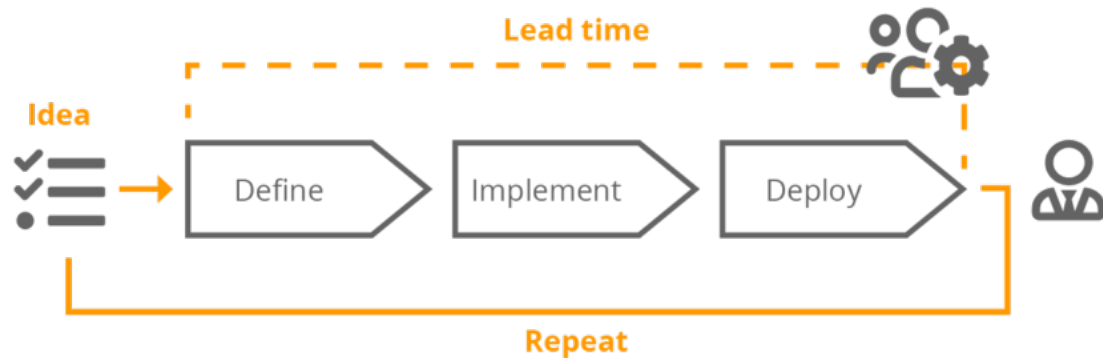 Lead time
Idea
Define
Implement
Deploy
Repeat